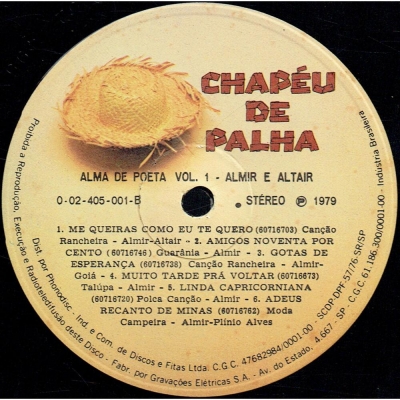 CHAPÉU
DE
PALHA
ALMA DE POETA VOL. 1 - ALMIR E ALTAIR
0-02-405-001-B
STÉREO Ⓟ 1979
1. ME QUEIRAS COMO EU TE QUERO (60716703) Canção
Rancheira - Almir-Altair - 2. AMIGOS NOVENTA POR
CENTO (60716746) Guarânia - Almir - 3. GOTAS DE
ESPERANÇA (60716738) Canção Rancheira - Almir-
Goiá - 4. MUITO TARDE PRÁ VOLTAR (60716673)
Talúpa - Almir - 5. LINDA CAPRICORNIANA
(60716720) Polca Canção - Almir - 6. ADEUS
RECANTO DE MINAS (60716762) Moda
Campeira - Almir-Plínio Alves
Proibida a Reprodução, Execução e Radioteledifusão deste Disco - Fabr. por Gravações Elétricas S.A. - Av. do Estado, 4.667 - SP - C.G.C 61.186.300/0001-00 - Indústria Brasileira
Dist. por Phonodisc - Ind. e Com. de Discos e Fitas Ltda. C.G.C. 47682984/0001-00 - SCDP-DPF-57/76-SR/SP